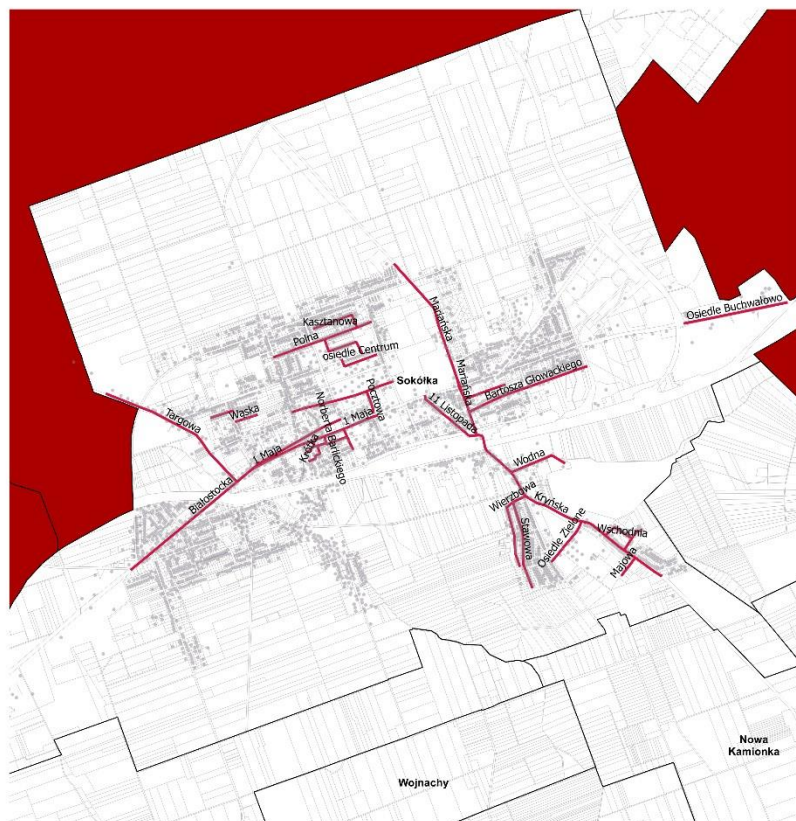 Osiedle Buchwałowo
Mariańska
Kasztanowa
Polna
osiedle Centrum
Mariańska
Bartosza Głowackiego
Sokółka
Pocztowa
11 Listopada
Targowa
Wąska
Norberta Barlickiego
1 Maja
Krótka
1 Maja
Wodna
Białostocka
Wierzbowa
Kryńska
Stawowa
Osiedle Zielone
Wschodnia
Majowa
Nowa
Kamionka
Wojnachy